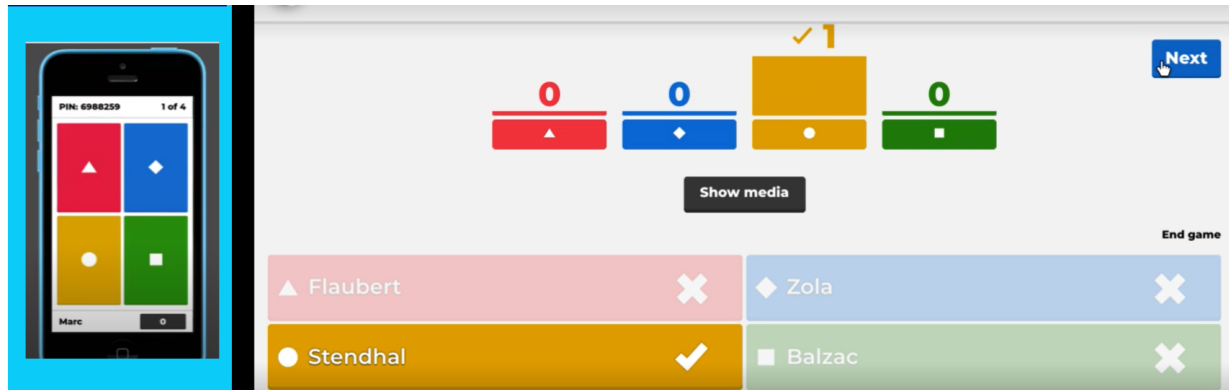 PIN: 6988259 1 of 4
Marc 0
1
0 0 0
Next
Show media
End game
Flaubert
Zola
Stendhal
Balzac